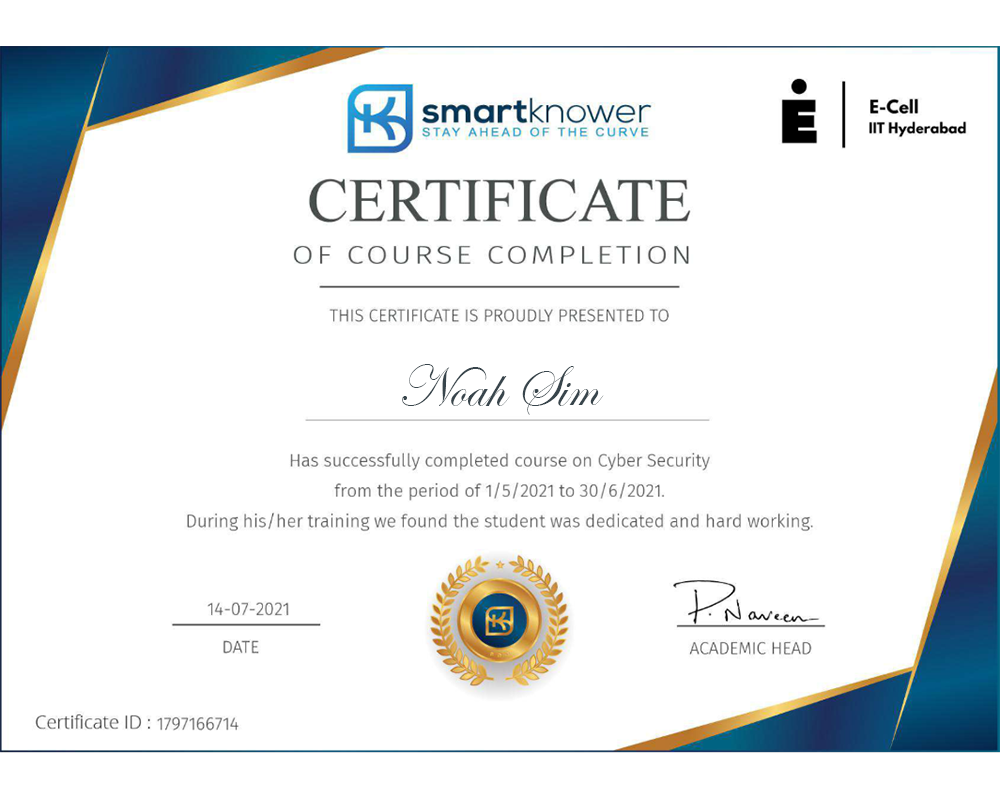 smartknower
STAY AHEAD OF THE CURVE
E-Cell
IIT Hyderabad
CERTIFICATE
OF COURSE COMPLETION
THIS CERTIFICATE IS PROUDLY PRESENTED TO
Noah Sim
Has successfully completed course on Cyber Security
from the period of 1/5/2021 to 30/6/2021.
During his/her training we found the student was dedicated and hard working.
14-07-2021
DATE
P. Naveen
ACADEMIC HEAD
Certificate ID : 1797166714